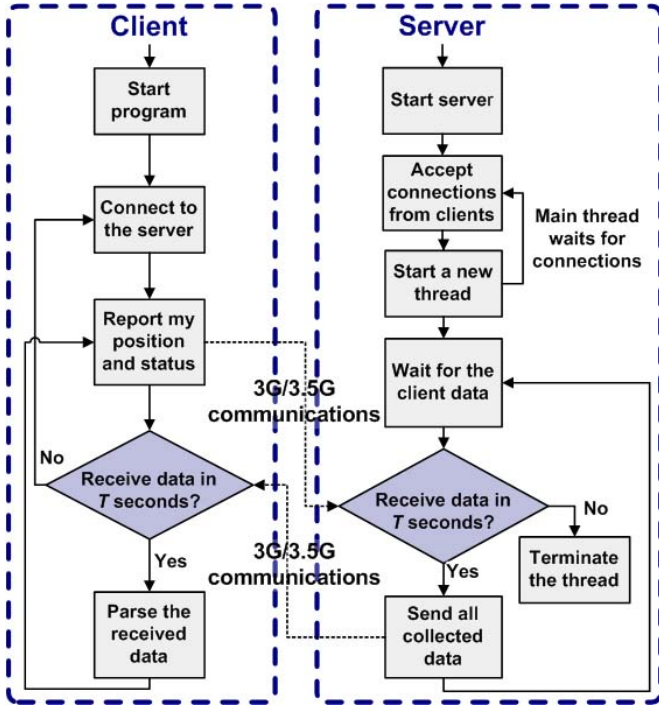 Client
Start
program
Connect to
the server
Report my
position
and status
No
Receive data in
T seconds?
Yes
Parse the
received
data
3G/3.5G
communications
3G/3.5G
communications
Server
Start server
Accept
connections
from clients
Main thread
waits for
connections
Start a new
thread
Wait for the
client data
Receive data in
T seconds?
No
Terminate
the thread
Yes
Send all
collected
data